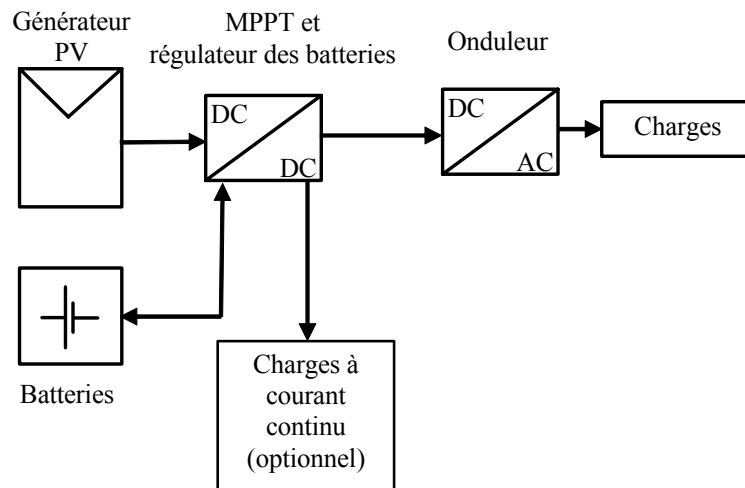 Générateur
PV
MPPT et
régulateur des batteries
Onduleur
DC
DC
DC
AC
Charges
Batteries
Charges à
courant
continu
(optionnel)